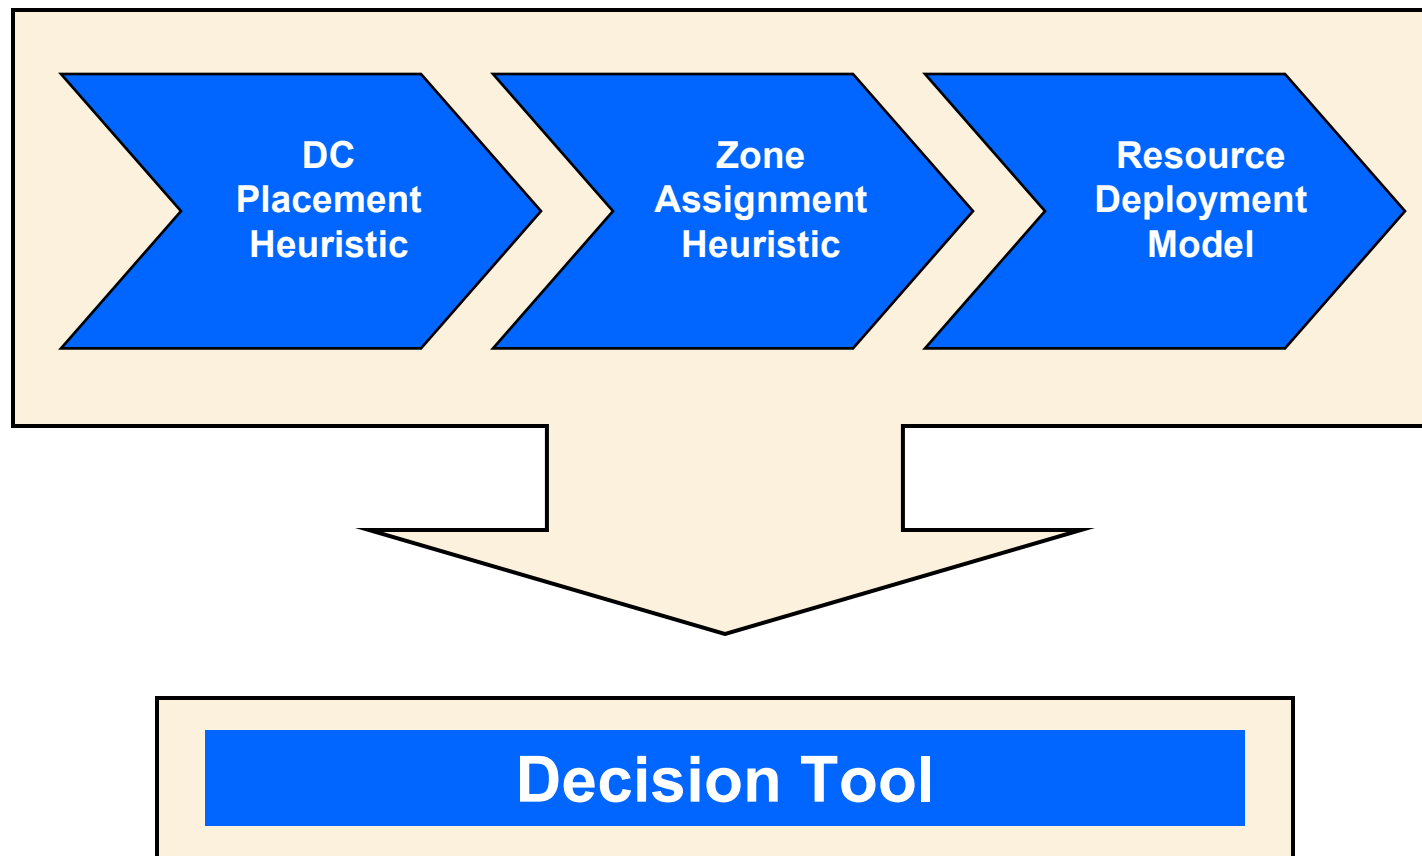 DC
Placement
Heuristic
Zone
Assignment
Heuristic
Resource
Deployment
Model
Decision Tool